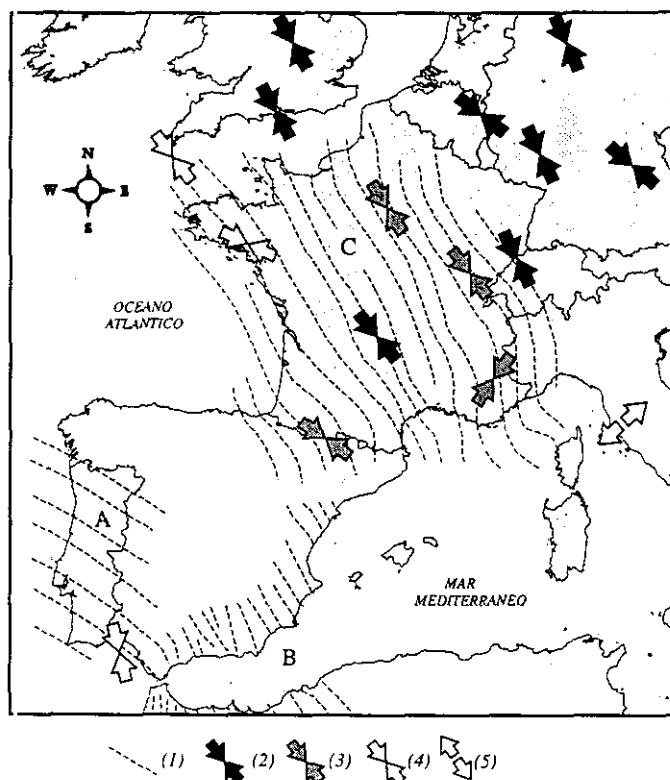 N
W E
S
C
OCEANO
ATLANTICO
A
MAR
MEDITERRANEO
B
(1) (2) (3) (4) (5)